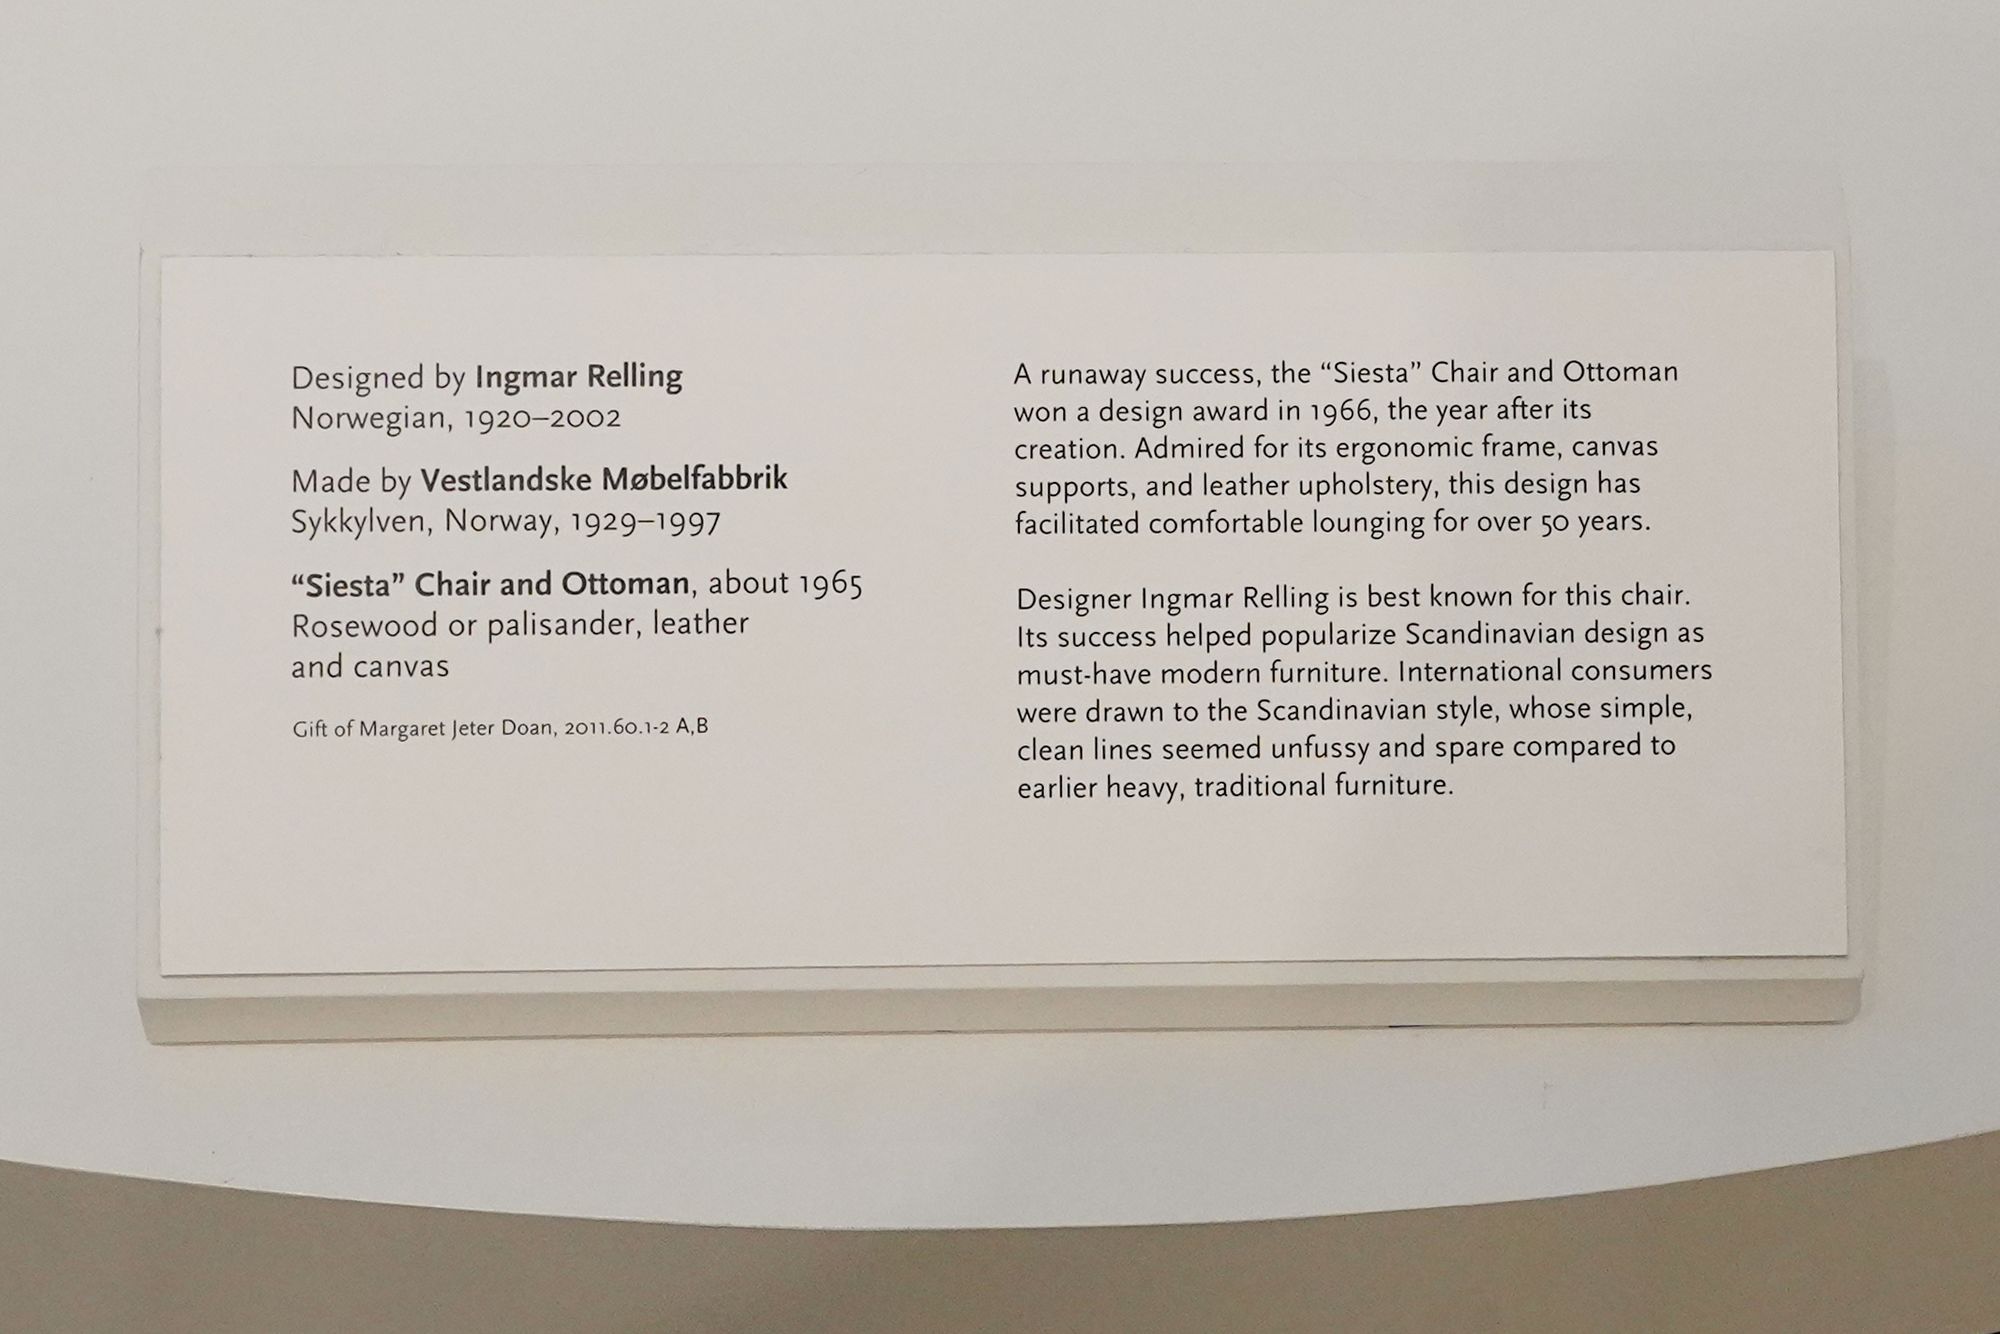 Designed by Ingmar Relling
Norwegian, 1920–2002
Made by Vestlandske Møbelfabbrik
Sykkylven, Norway, 1929–1997
“Siesta” Chair and Ottoman, about 1965
Rosewood or palisander, leather
and canvas
Gift of Margaret Jeter Doan, 2011.60.1-2 A,B
A runaway success, the “Siesta” Chair and Ottoman
won a design award in 1966, the year after its
creation. Admired for its ergonomic frame, canvas
supports, and leather upholstery, this design has
facilitated comfortable lounging for over 50 years.
Designer Ingmar Relling is best known for this chair.
Its success helped popularize Scandinavian design as
must-have modern furniture. International consumers
were drawn to the Scandinavian style, whose simple,
clean lines seemed unfussy and spare compared to
earlier heavy, traditional furniture.